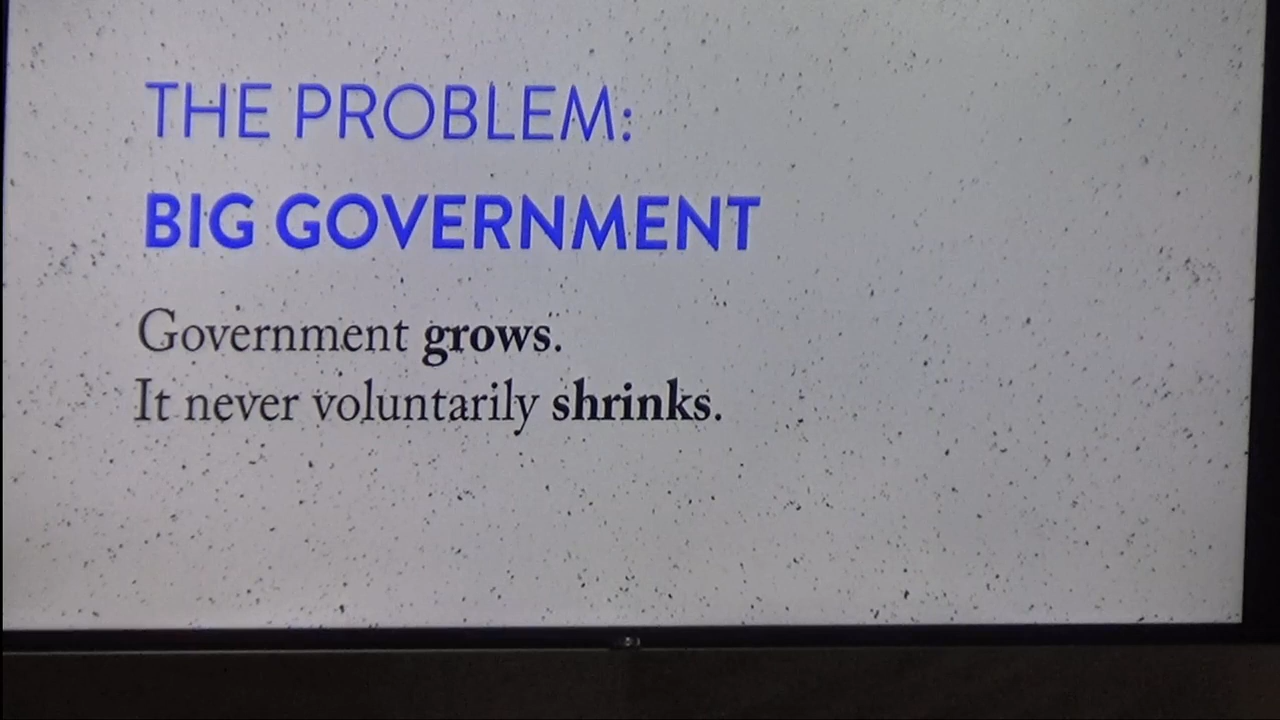 THE PROBLEM:
BIG GOVERNMENT
Government grows.
It never voluntarily shrinks.